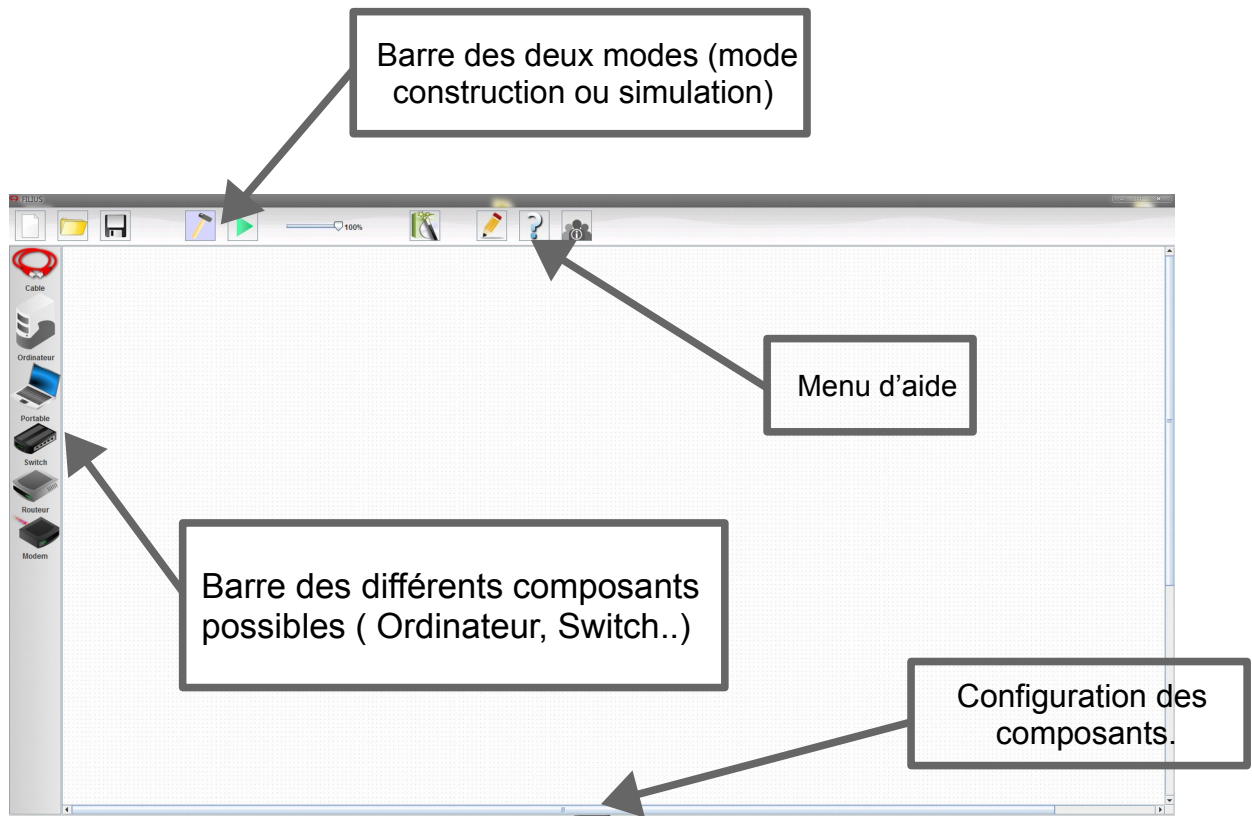 Barre des deux modes (mode
construction ou simulation)
FILIUS
100%
Cable
Ordinateur
Portable
Switch
Routeur
Modem
Menu d’aide
Barre des différents composants
possibles ( Ordinateur, Switch..)
Configuration des
composants.